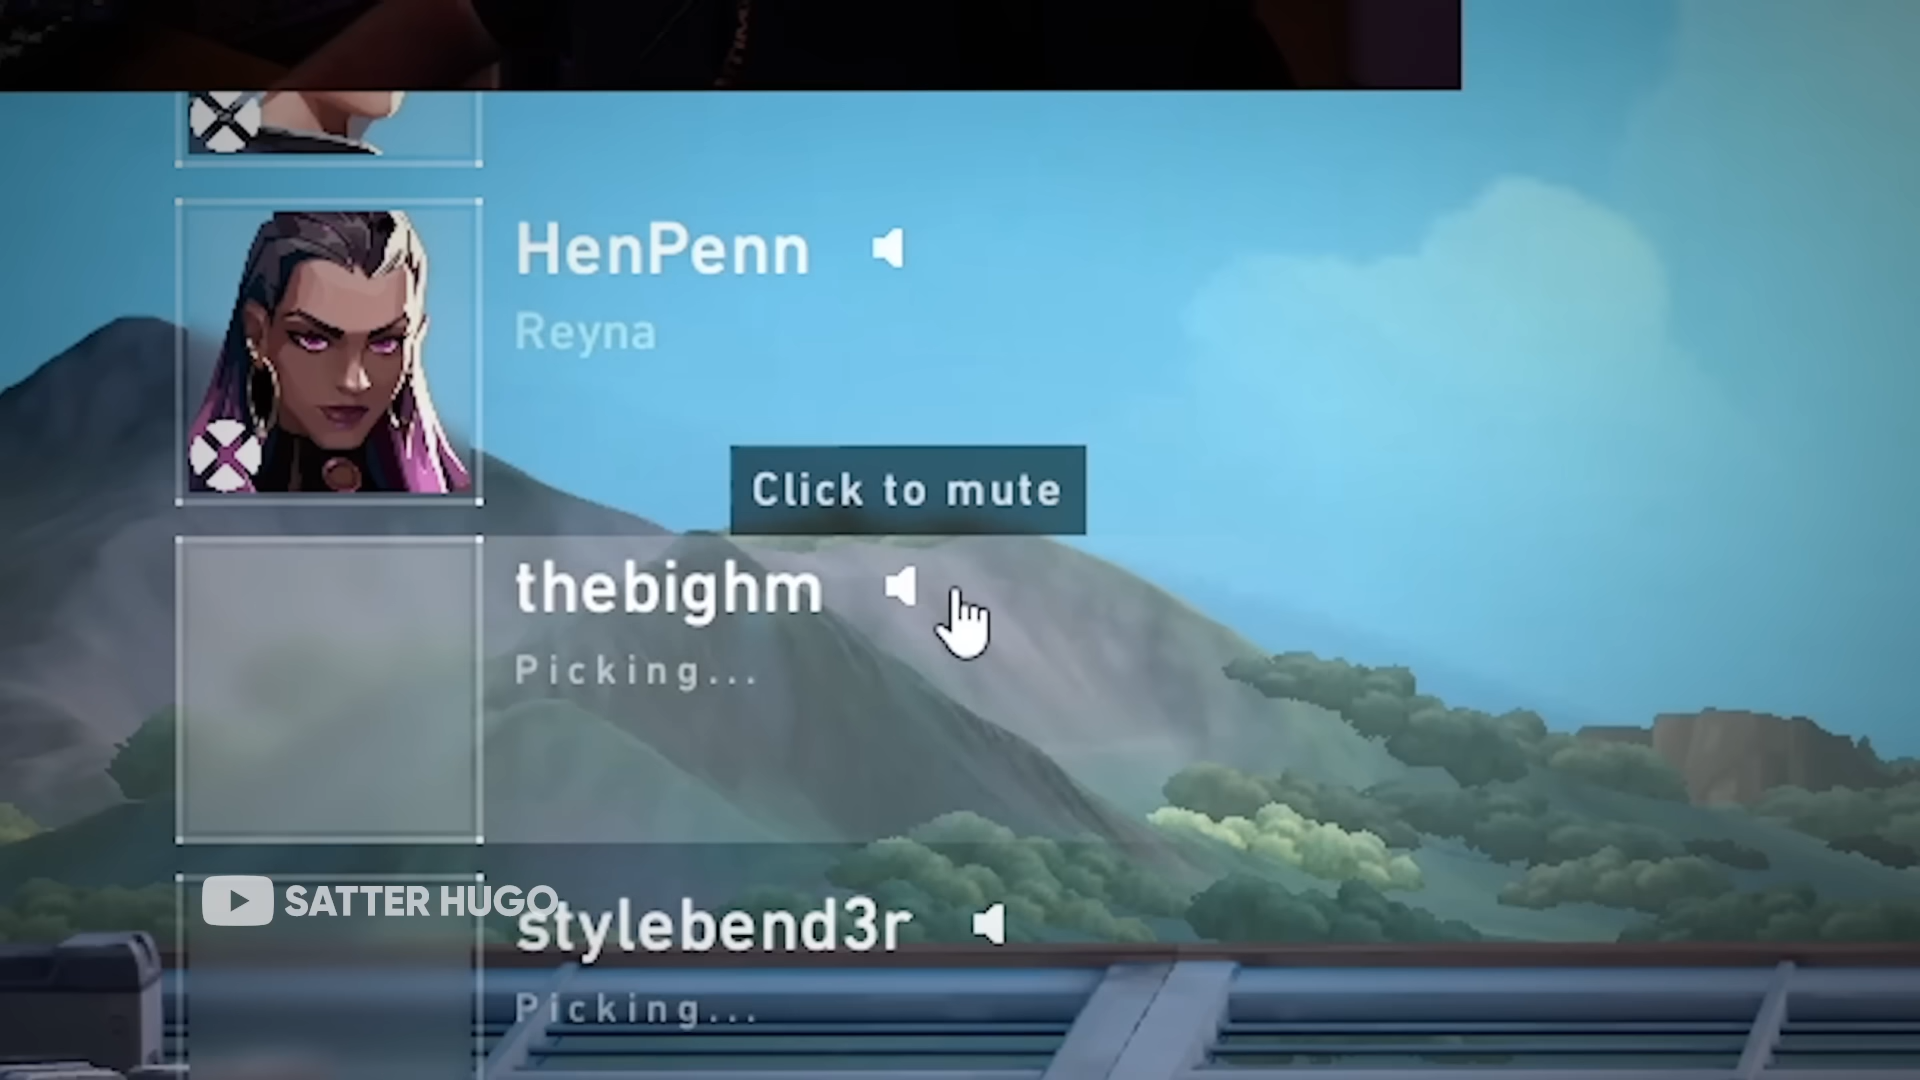 HenPenn
Reyna
Click to mute
thebighm
Picking...
SATTER HUGO
stylebend3r
Picking...